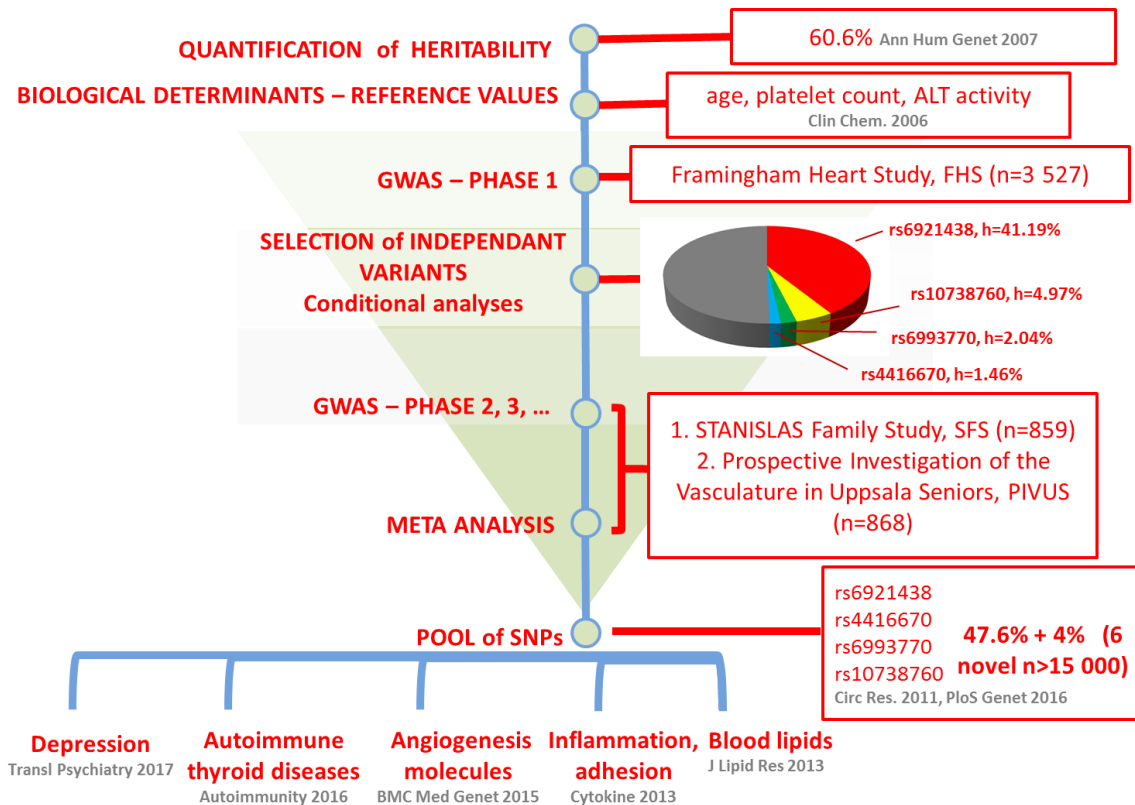 QUANTIFICATION of HERITABILITY
60.6% Ann Hum Genet 2007
BIOLOGICAL DETERMINANTS – REFERENCE VALUES
age, platelet count, ALT activity
Clin Chem. 2006
GWAS – PHASE 1
Framingham Heart Study, FHS (n=3 527)
SELECTION of INDEPENDANT
VARIANTS
Conditional analyses
rs6921438, h=41.19%
rs10738760, h=4.97%
rs6993770, h=2.04%
rs4416670, h=1.46%
GWAS – PHASE 2, 3, ...
META ANALYSIS
1. STANISLAS Family Study, SFS (n=859)
2. Prospective Investigation of the
Vasculature in Uppsala Seniors, PIVUS
(n=868)
POOL of SNPs
rs6921438
rs4416670
rs6993770
rs10738760
47.6% + 4% (6
novel n>15 000)
Circ Res. 2011, PloS Genet 2016
Depression
Transl Psychiatry 2017
Autoimmune
thyroid diseases
Autoimmunity 2016
Angiogenesis
molecules
BMC Med Genet 2015
Inflammation,
adhesion
Cytokine 2013
Blood lipids
J Lipid Res 2013